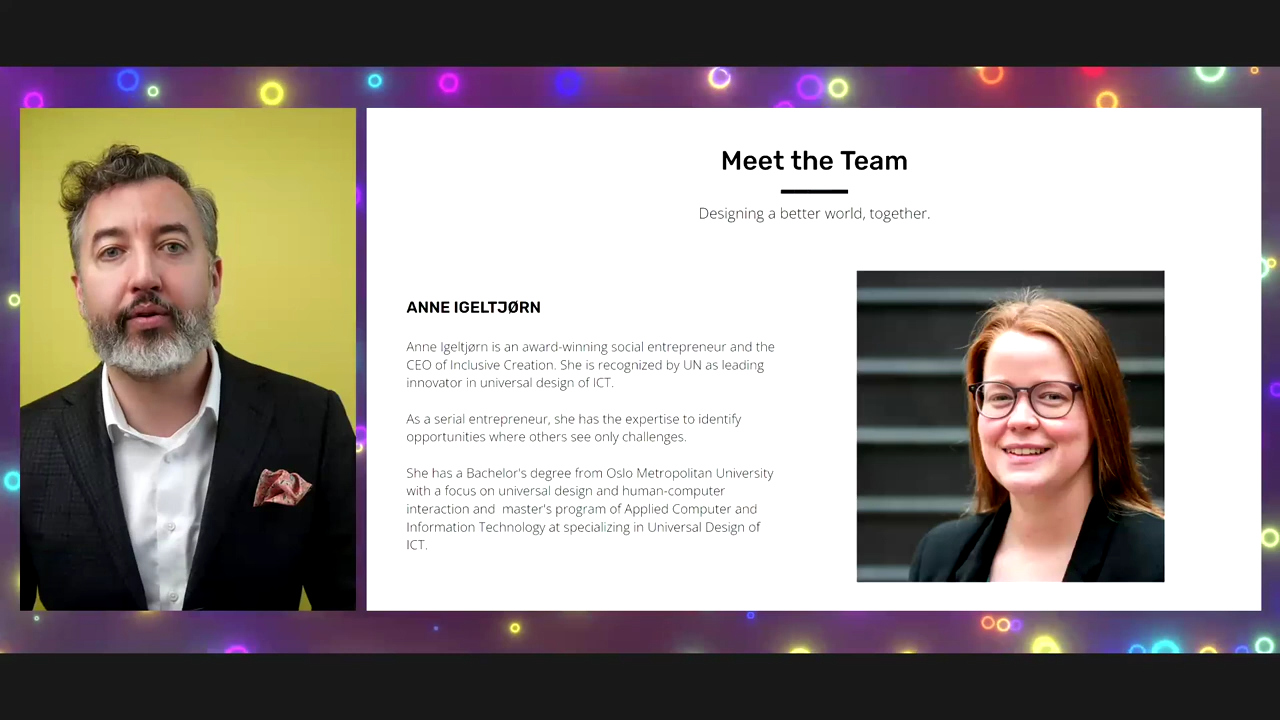 Meet the Team
Designing a better world, together.
ANNE IGELTJØRN
Anne Igeltjørn is an award-winning social entrepreneur and the
CEO of Inclusive Creation. She is recognized by UN as leading
innovator in universal design of ICT.
As a serial entrepreneur, she has the expertise to identify
opportunities where others see only challenges.
She has a Bachelor's degree from Oslo Metropolitan University
with a focus on universal design and human-computer
interaction and  master's program of Applied Computer and
Information Technology at specializing in Universal Design of
ICT.